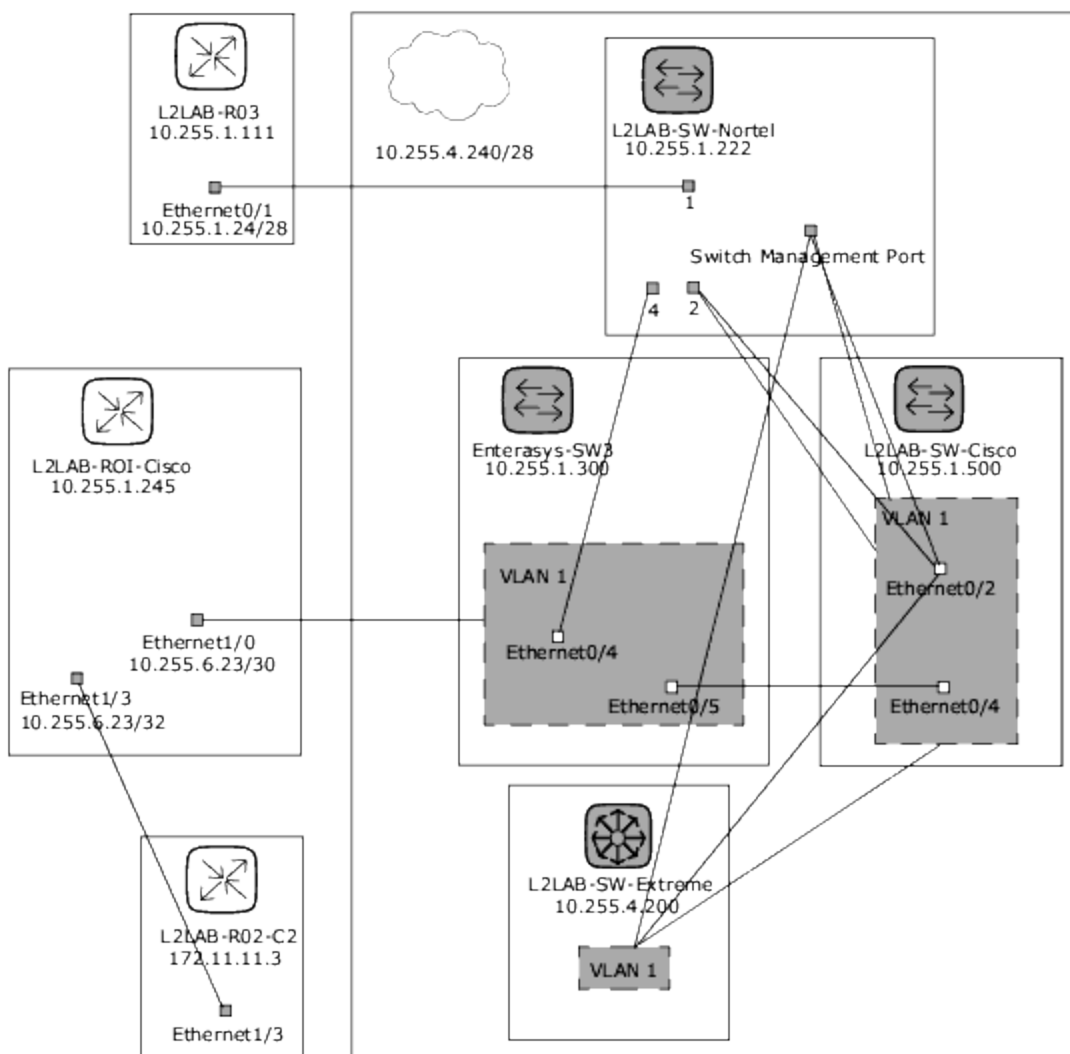 L2LAB-R03
10.255.1.111
Ethernet0/1
10.255.1.24/28
10.255.4.240/28
L2LAB-SW-Nortel
10.255.1.222
1
Switch Management Port
4
2
L2LAB-ROI-Cisco
10.255.1.245
Ethernet1/0
10.255.6.23/30
Ethernet1/3
10.255.6.23/32
Enterasys-SW3
10.255.1.300
VLAN 1
Ethernet0/4
Ethernet0/5
L2LAB-SW-Cisco
10.255.1.500
VLAN 1
Ethernet0/2
Ethernet0/4
L2LAB-R02-C2
172.11.11.3
Ethernet1/3
L2LAB-SW-Extreme
10.255.4.200
VLAN 1